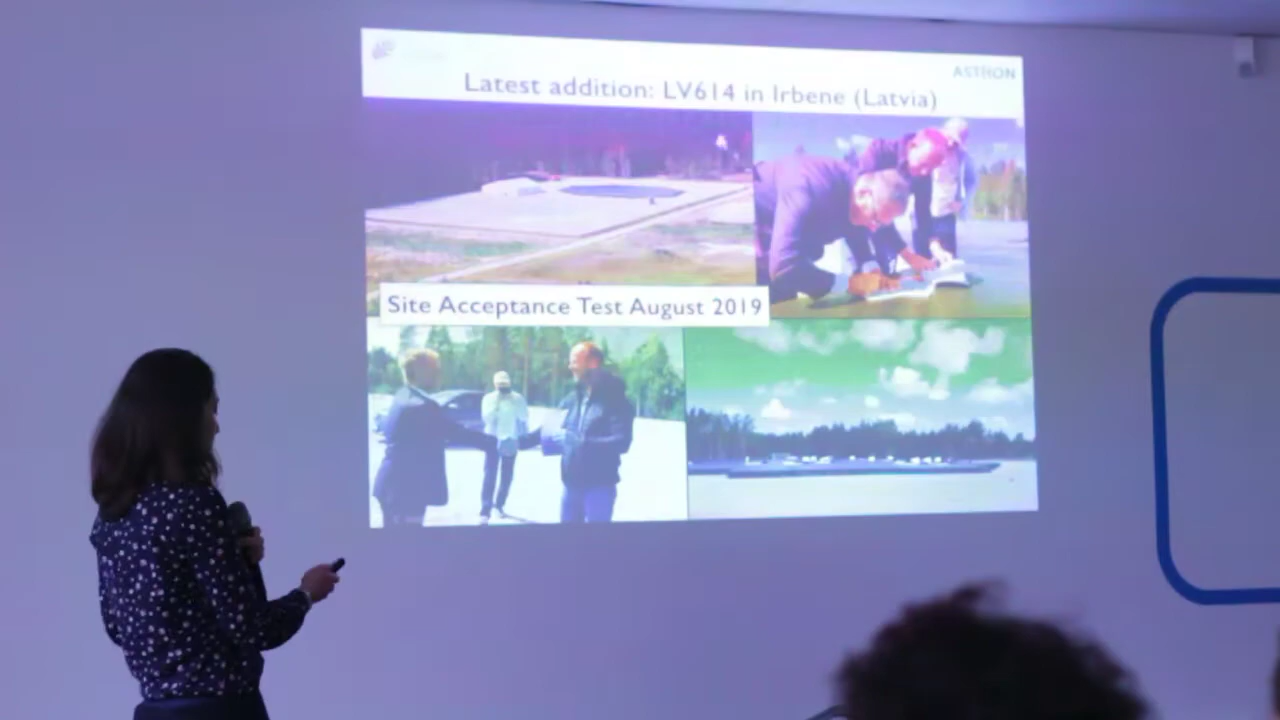 ASTRON
Latest addition: LV614 in Irbene (Latvia)
Site Acceptance Test August 2019